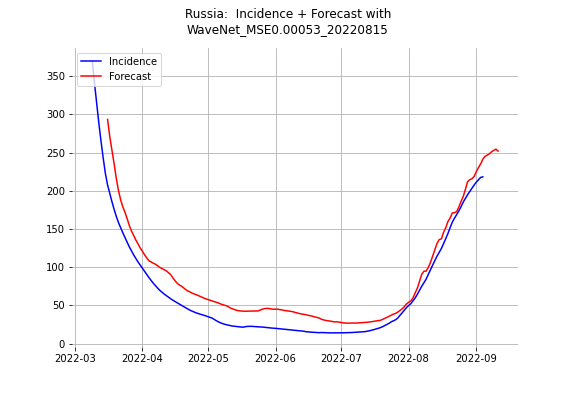 Russia:  Incidence + Forecast with
WaveNet_MSE0.00053_20220815
Incidence
Forecast
350
300
250
200
150
100
50
0
2022-03 2022-04 2022-05 2022-06 2022-07 2022-08 2022-09